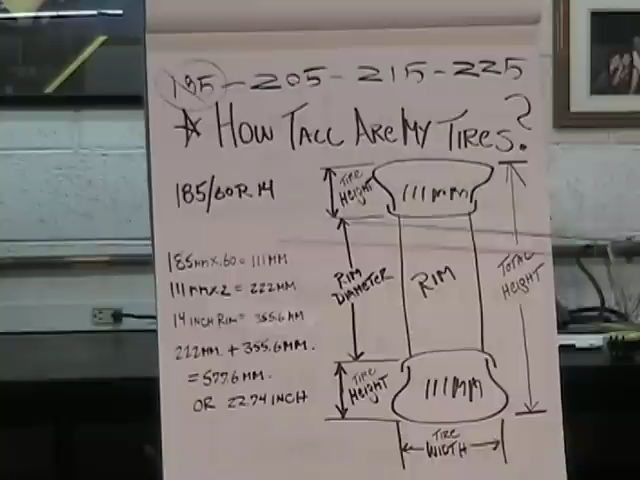 195-205-215-225
★ HOW TALL ARE MY TIRES?
185/60R14
185MM X .60 = 111MM
111MM X 2 = 222MM
14 INCH RIM = 355.6MM
222MM + 355.6MM.
= 577.6MM.
OR 22.74 INCH
TIRE HEIGHT
111MM
RIM DIAMETER
RIM
TOTAL HEIGHT
TIRE HEIGHT
111MM
TIRE WIDTH